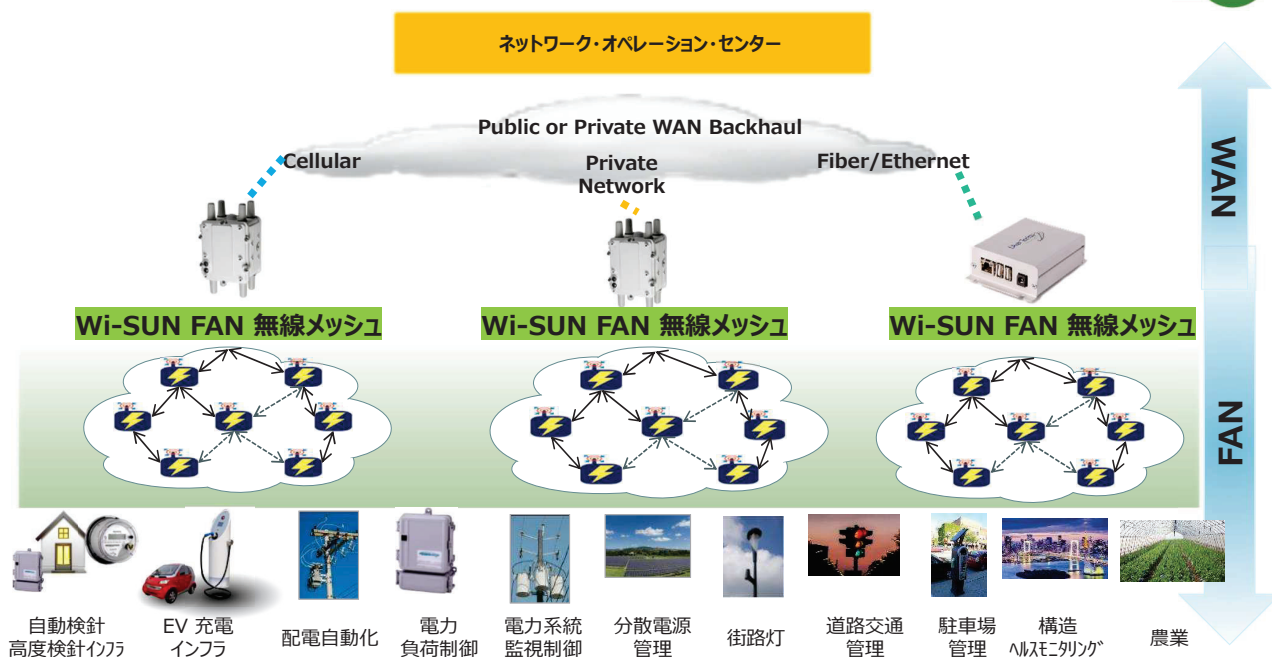 ネットワーク・オペレーション・センター
Public or Private WAN Backhaul
Cellular
Private
Network
Fiber/Ethernet
WAN
Wi-SUN FAN 無線メッシュ
Wi-SUN FAN 無線メッシュ
Wi-SUN FAN 無線メッシュ
FAN
自動検針
高度検針インフラ
EV 充電
インフラ
配電自動化
電力
負荷制御
電力系統
監視制御
分散電源
管理
街路灯
道路交通
管理
駐車場
管理
構造
ヘルスモニタリング
農業